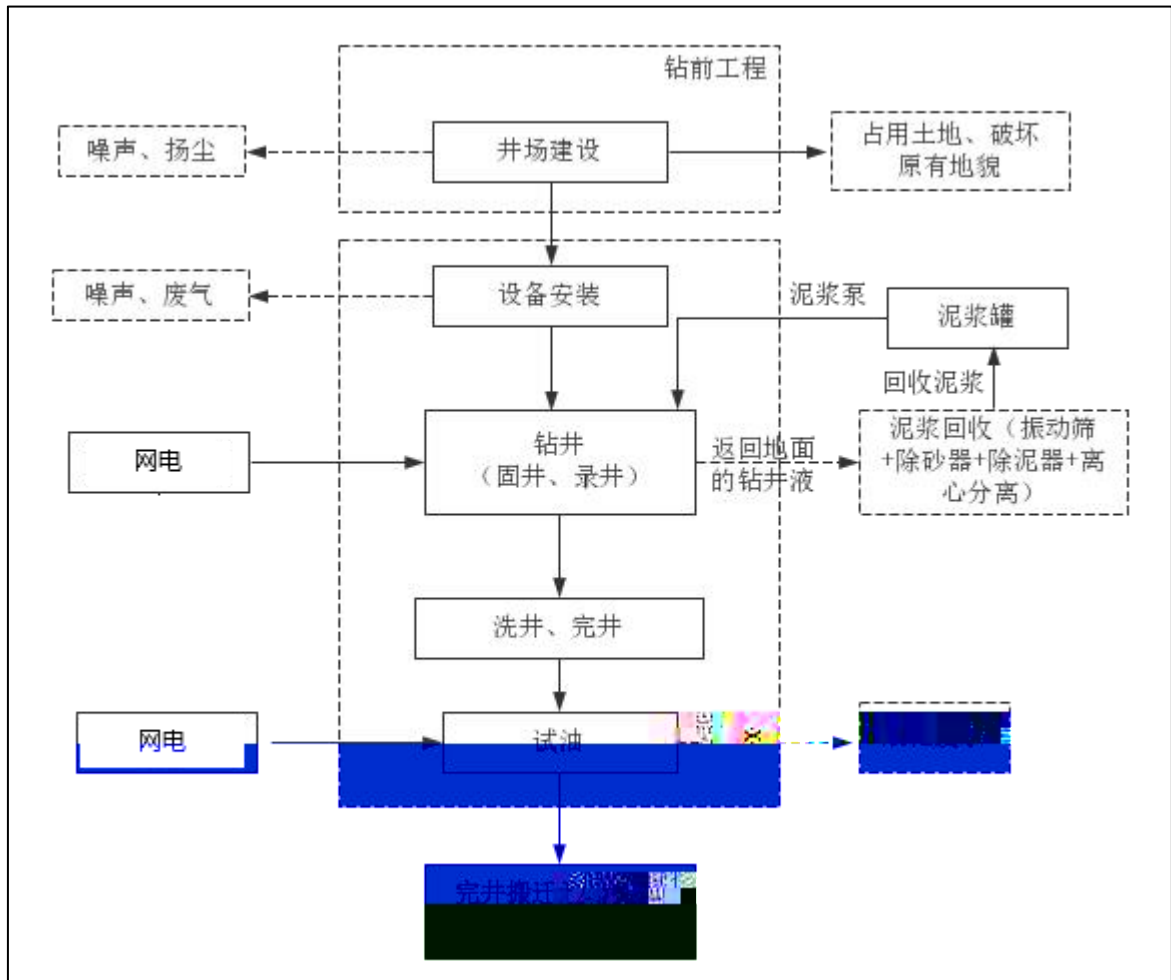 钻前工程
噪声、扬尘
井场建设
占用土地、破坏
原有地貌
噪声、废气
设备安装
泥浆泵
泥浆罐
回收泥浆
网电
钻井
（固井、录井）
返回地面
的钻井液
泥浆回收（振动筛
+除砂器+除泥器+离
心分离）
洗井、完井
网电
试油
完井搬迁